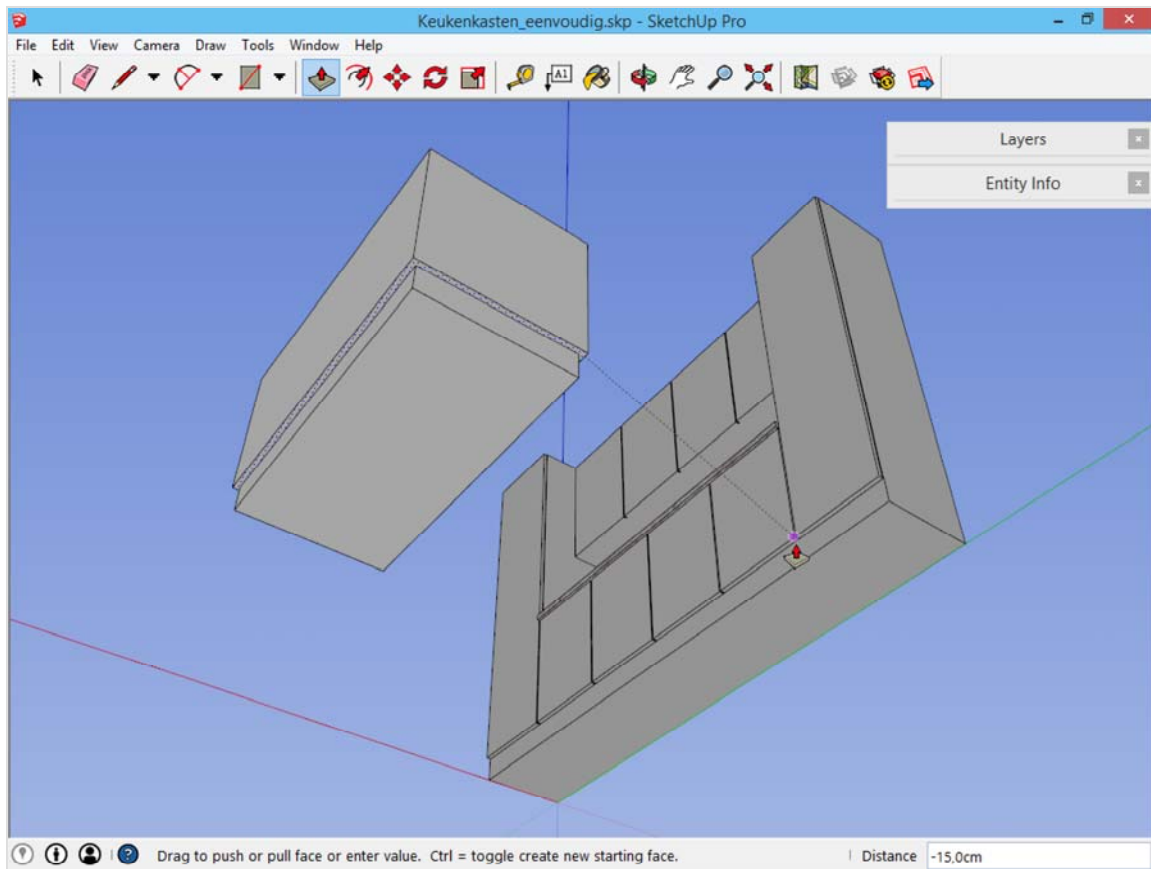 Keukenkasten_eenvoudig.skp - SketchUp Pro
File Edit View Camera Draw Tools Window Help
A1
Layers
Entity Info
Drag to push or pull face or enter value. Ctrl = toggle create new starting face.
Distance -15,0cm